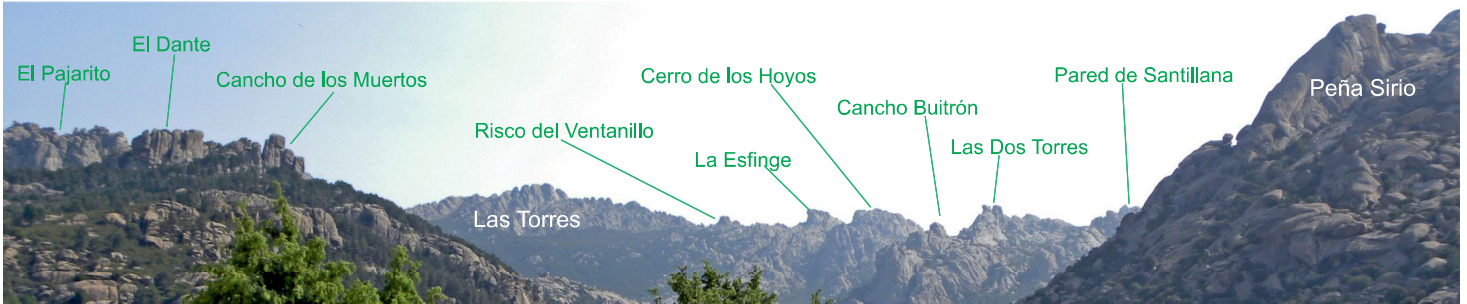 El Pajarito
El Dante
Cancho de los Muertos
Las Torres
Risco del Ventanillo
La Esfinge
Cerro de los Hoyos
Cancho Buitrón
Las Dos Torres
Pared de Santillana
Peña Sirio